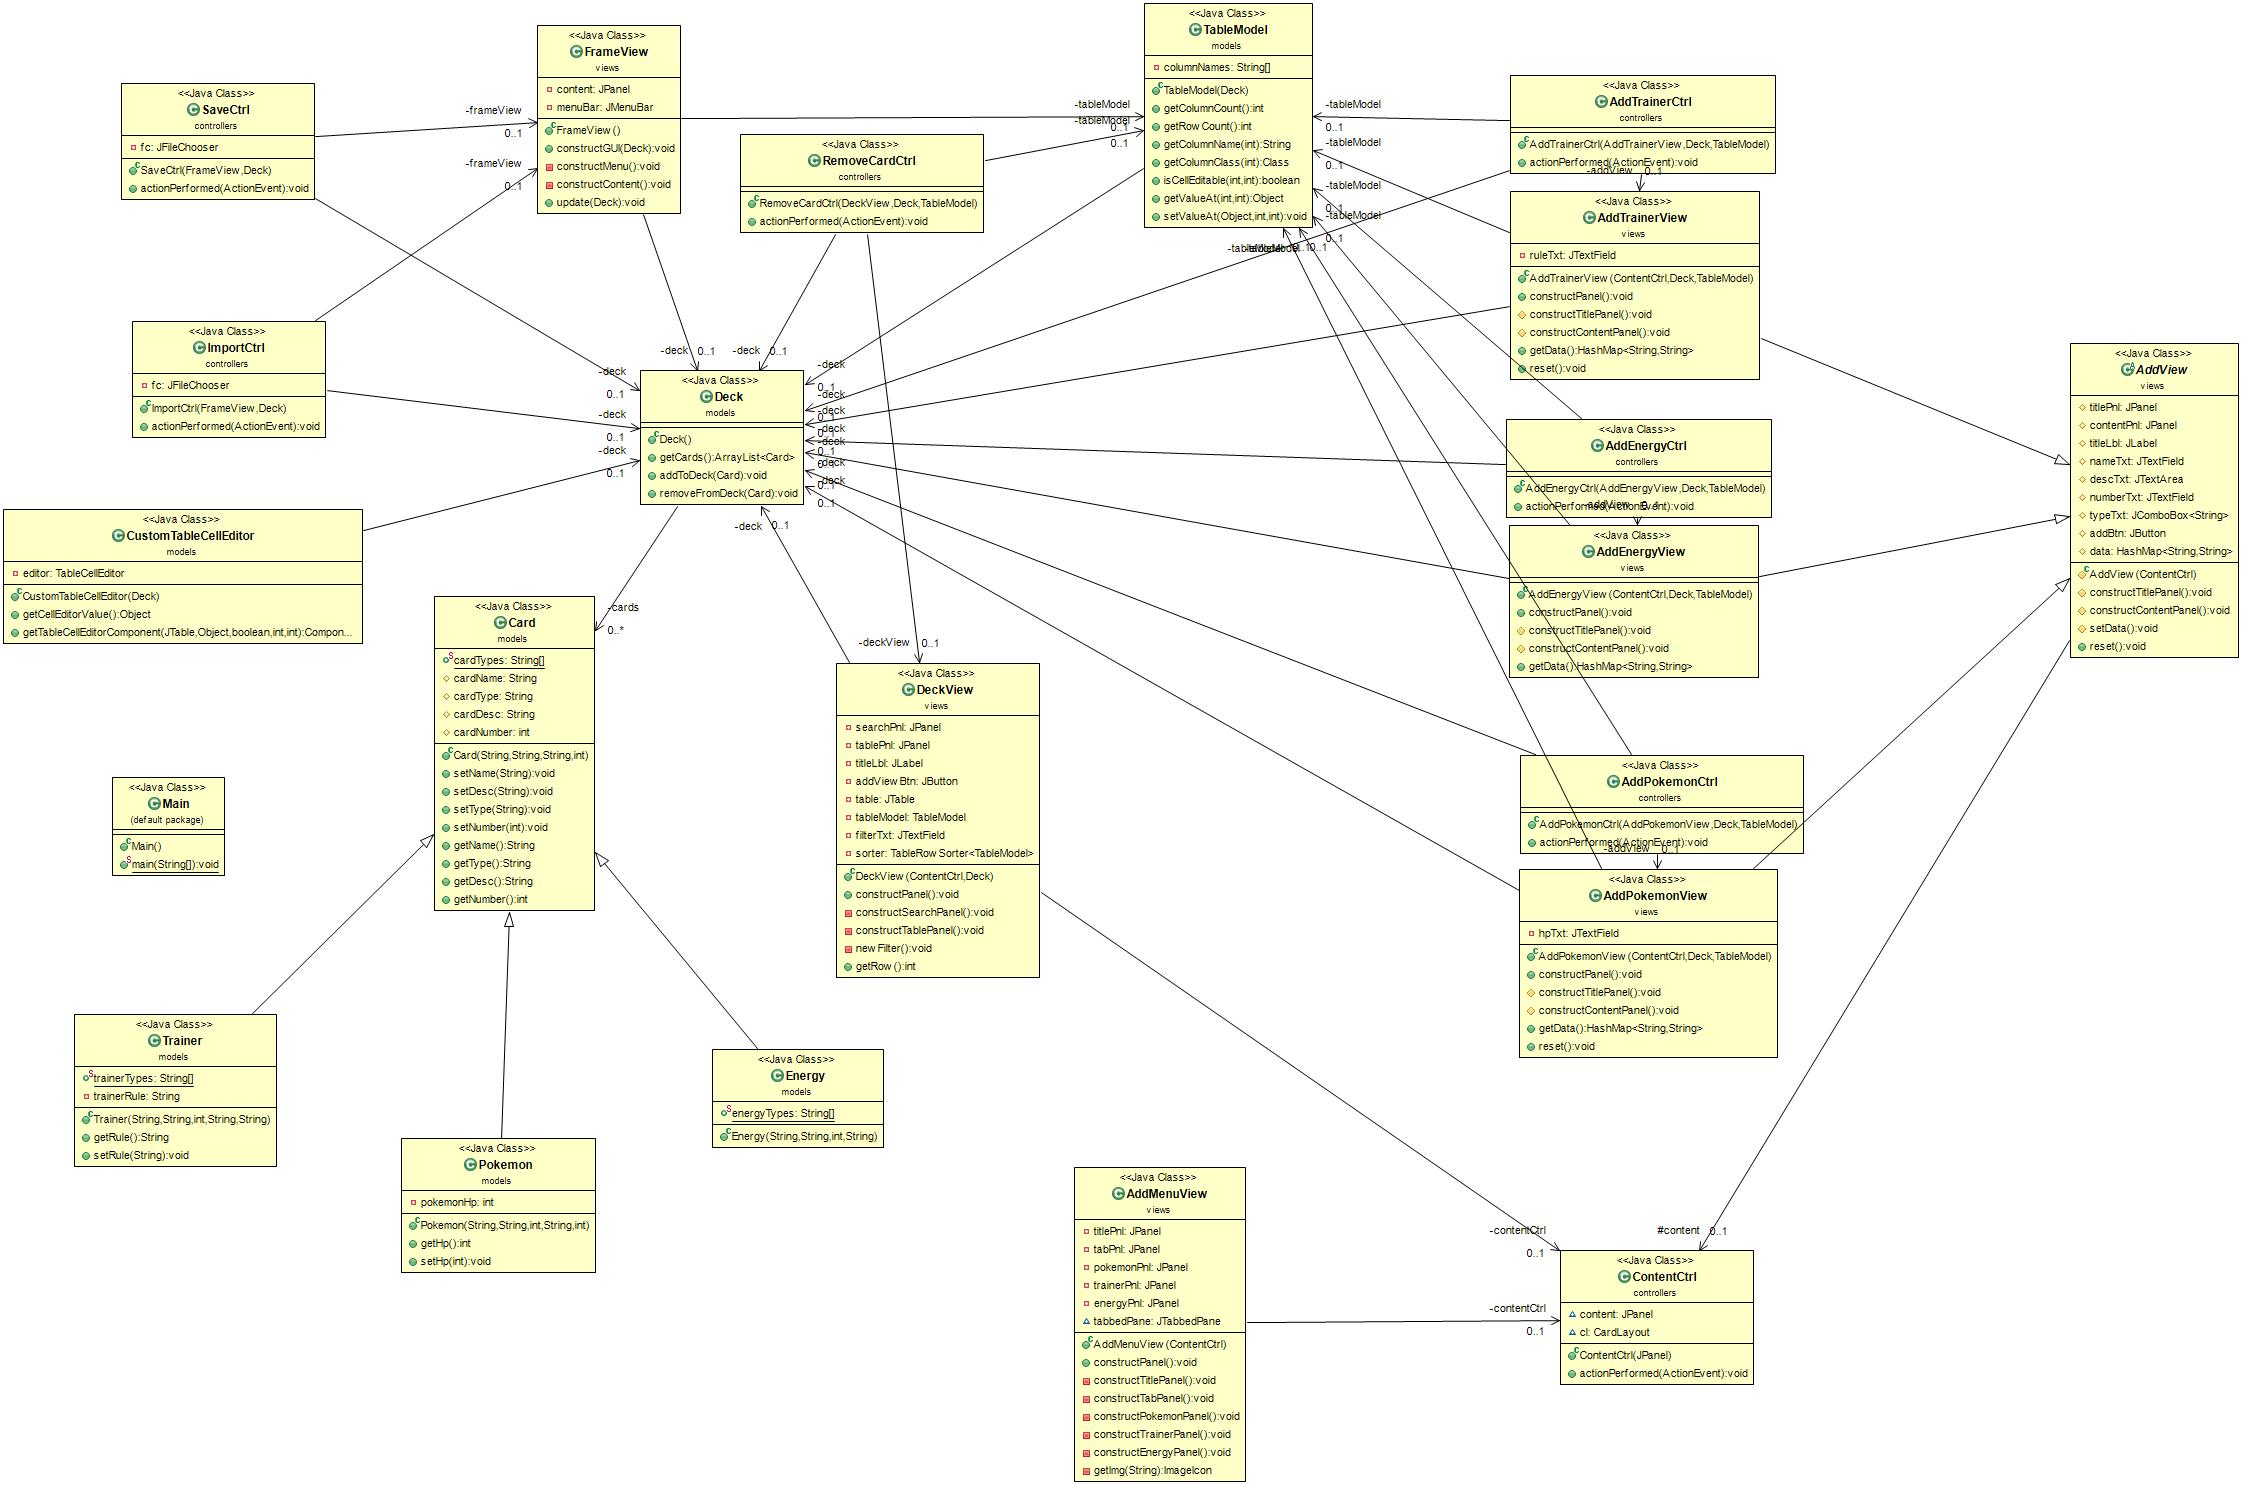 <<Java Class>>
SaveCtrl
controllers
fc: JFileChooser
SaveCtrl(FrameView,Deck)
actionPerformed(ActionEvent):void
-frameView
0..1
<<Java Class>>
FrameView
views
content: JPanel
menuBar: JMenuBar
FrameView()
constructGUI(Deck):void
constructMenu():void
constructContent():void
update(Deck):void
-frameView
0..1
<<Java Class>>
RemoveCardCtrl
controllers
RemoveCardCtrl(DeckView,Deck,TableModel)
actionPerformed(ActionEvent):void
-tableModel
0..1
-tableModel
0..1
<<Java Class>>
TableModel
models
columnNames: String[]
TableModel(Deck)
getColumnCount():int
getRowCount():int
getColumnName(int):String
getColumnClass(int):Class
isCellEditable(int,int):boolean
getValueAt(int,int):Object
setValueAt(Object,int,int):void
-tableModel
0..1
-tableModel
0..1
-tableModel
0..1
-tableModel
0..1
-tableModel
0..1
-tableModel
0..1
<<Java Class>>
AddTrainerCtrl
controllers
AddTrainerCtrl(AddTrainerView,Deck,TableModel)
actionPerformed(ActionEvent):void
-addView
0..1
<<Java Class>>
AddTrainerView
views
ruleTxt: JTextField
AddTrainerView(ContentCtrl,Deck,TableModel)
constructPanel():void
constructTitlePanel():void
constructContentPanel():void
getData():HashMap<String,String>
reset():void
<<Java Class>>
ImportCtrl
controllers
fc: JFileChooser
ImportCtrl(FrameView,Deck)
actionPerformed(ActionEvent):void
-deck
0..1
-deck
0..1
-deck
0..1
-deck
0..1
-deck
0..1
<<Java Class>>
Deck
models
Deck()
getCards():ArrayList<Card>
addToDeck(Card):void
removeFromDeck(Card):void
-deck
0..1
-deck
0..1
-deck
0..1
-deck
0..1
-deck
0..1
-deck
0..1
-deck
0..1
-deck
0..1
<<Java Class>>
AddView
views
titlePnl: JPanel
contentPnl: JPanel
titleLbl: JLabel
nameTxt: JTextField
descTxt: JTextArea
numberTxt: JTextField
typeTxt: JComboBox<String>
addBtn: JButton
data: HashMap<String,String>
AddView(ContentCtrl)
constructTitlePanel():void
constructContentPanel():void
setData():void
reset():void
<<Java Class>>
AddEnergyCtrl
controllers
AddEnergyCtrl(AddEnergyView,Deck,TableModel)
actionPerformed(ActionEvent):void
-addView
0..1
<<Java Class>>
AddEnergyView
views
AddEnergyView(ContentCtrl,Deck,TableModel)
constructPanel():void
constructTitlePanel():void
constructContentPanel():void
getData():HashMap<String,String>
<<Java Class>>
CustomTableCellEditor
models
editor: TableCellEditor
CustomTableCellEditor(Deck)
getCellEditorValue():Object
getTableCellEditorComponent(JTable,Object,boolean,int,int):Compon...
-cards
0..*
<<Java Class>>
Card
models
cardTypes: String[]
cardName: String
cardType: String
cardDesc: String
cardNumber: int
Card(String,String,String,int)
setName(String):void
setDesc(String):void
setType(String):void
setNumber(int):void
getName():String
getType():String
getDesc():String
getNumber():int
-deckView
0..1
<<Java Class>>
DeckView
views
searchPnl: JPanel
tablePnl: JPanel
titleLbl: JLabel
addViewBtn: JButton
table: JTable
tableModel: TableModel
filterTxt: JTextField
sorter: TableRowSorter<TableModel>
DeckView(ContentCtrl,Deck)
constructPanel():void
constructSearchPanel():void
constructTablePanel():void
newFilter():void
getRow():int
<<Java Class>>
Main
(default package)
Main()
main(String[]):void
<<Java Class>>
AddPokemonCtrl
controllers
AddPokemonCtrl(AddPokemonView,Deck,TableModel)
actionPerformed(ActionEvent):void
-addView
0..1
<<Java Class>>
AddPokemonView
views
hpTxt: JTextField
AddPokemonView(ContentCtrl,Deck,TableModel)
constructPanel():void
constructTitlePanel():void
constructContentPanel():void
getData():HashMap<String,String>
reset():void
<<Java Class>>
Trainer
models
trainerTypes: String[]
trainerRule: String
Trainer(String,String,int,String,String)
getRule():String
setRule(String):void
<<Java Class>>
Pokemon
models
pokemonHp: int
Pokemon(String,String,int,String,int)
getHp():int
setHp(int):void
<<Java Class>>
Energy
models
energyTypes: String[]
Energy(String,String,int,String)
<<Java Class>>
AddMenuView
views
titlePnl: JPanel
tabPnl: JPanel
pokemonPnl: JPanel
trainerPnl: JPanel
energyPnl: JPanel
tabbedPane: JTabbedPane
AddMenuView(ContentCtrl)
constructPanel():void
constructTitlePanel():void
constructTabPanel():void
constructPokemonPanel():void
constructTrainerPanel():void
constructEnergyPanel():void
getImg(String):ImageIcon
-contentCtrl
0..1
#content
0..1
-contentCtrl
0..1
<<Java Class>>
ContentCtrl
controllers
content: JPanel
cl: CardLayout
ContentCtrl(JPanel)
actionPerformed(ActionEvent):void